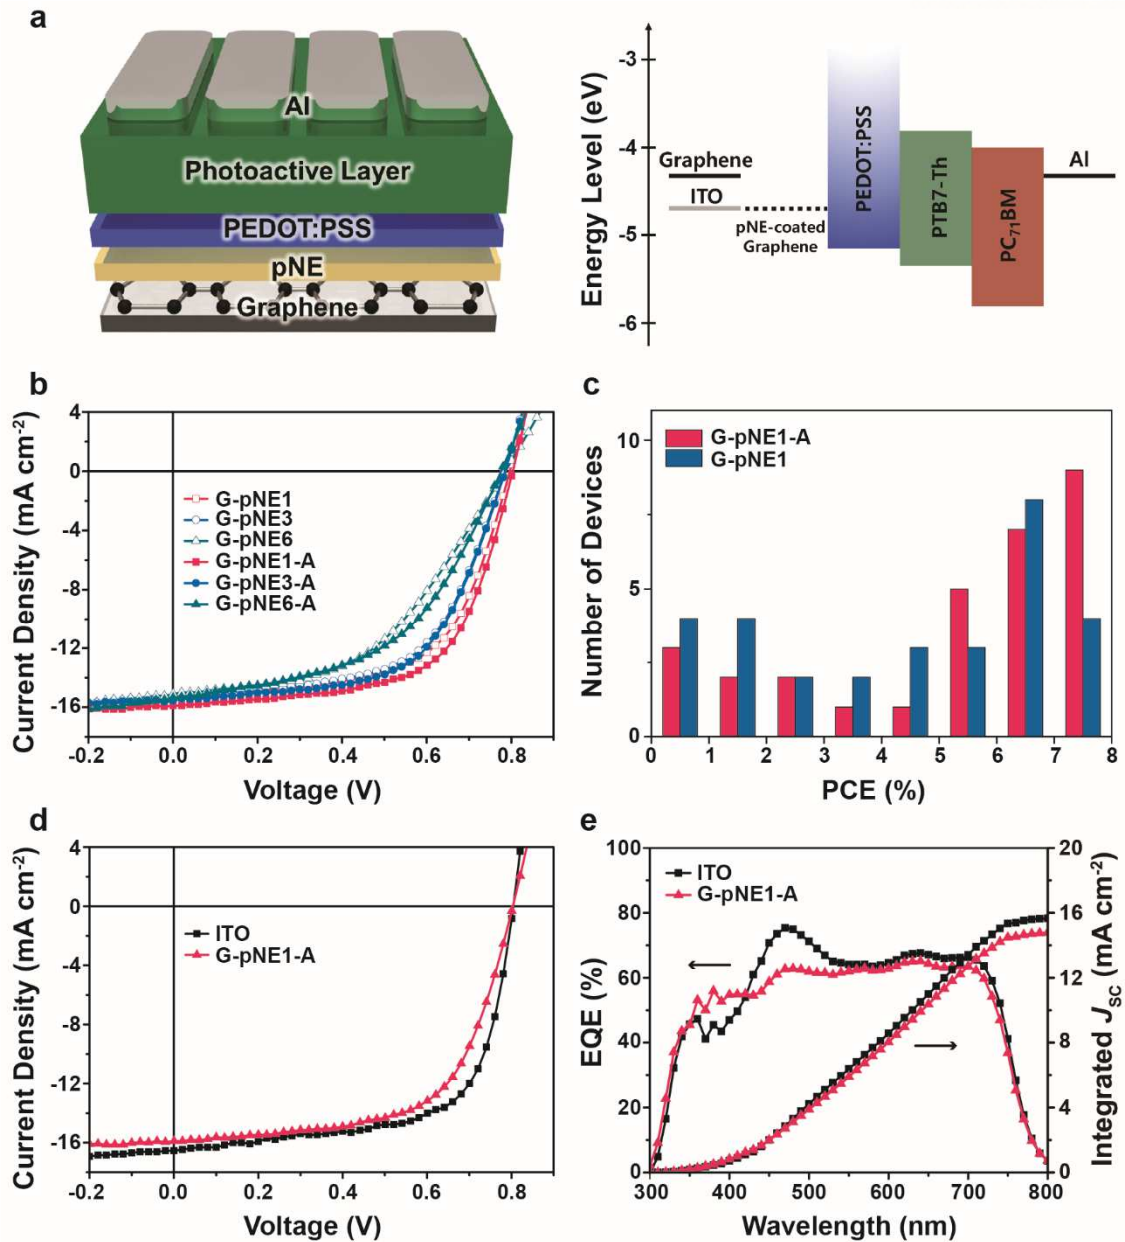 a
Al
Photoactive Layer
PEDOT:PSS
pNE
Graphene
Energy Level (eV)
-3
-4
-5
-6
Graphene
ITO
pNE-coated
Graphene
PEDOT:PSS
PTB7-Th
PC71BM
Al
b
Current Density (mA cm-2)
4
0
-4
-8
-12
-16
G-pNE1
G-pNE3
G-pNE6
G-pNE1-A
G-pNE3-A
G-pNE6-A
-0.2 0.0 0.2 0.4 0.6 0.8
Voltage (V)
c
Number of Devices
10
5
0
G-pNE1-A
G-pNE1
0 1 2 3 4 5 6 7 8
PCE (%)
d
Current Density (mA cm-2)
4
0
-4
-8
-12
-16
ITO
G-pNE1-A
-0.2 0.0 0.2 0.4 0.6 0.8
Voltage (V)
e
EQE (%)
100
80
60
40
20
0
ITO
G-pNE1-A
20
16
12
8
4
0
Integrated JSC (mA cm-2)
300 400 500 600 700 800
Wavelength (nm)